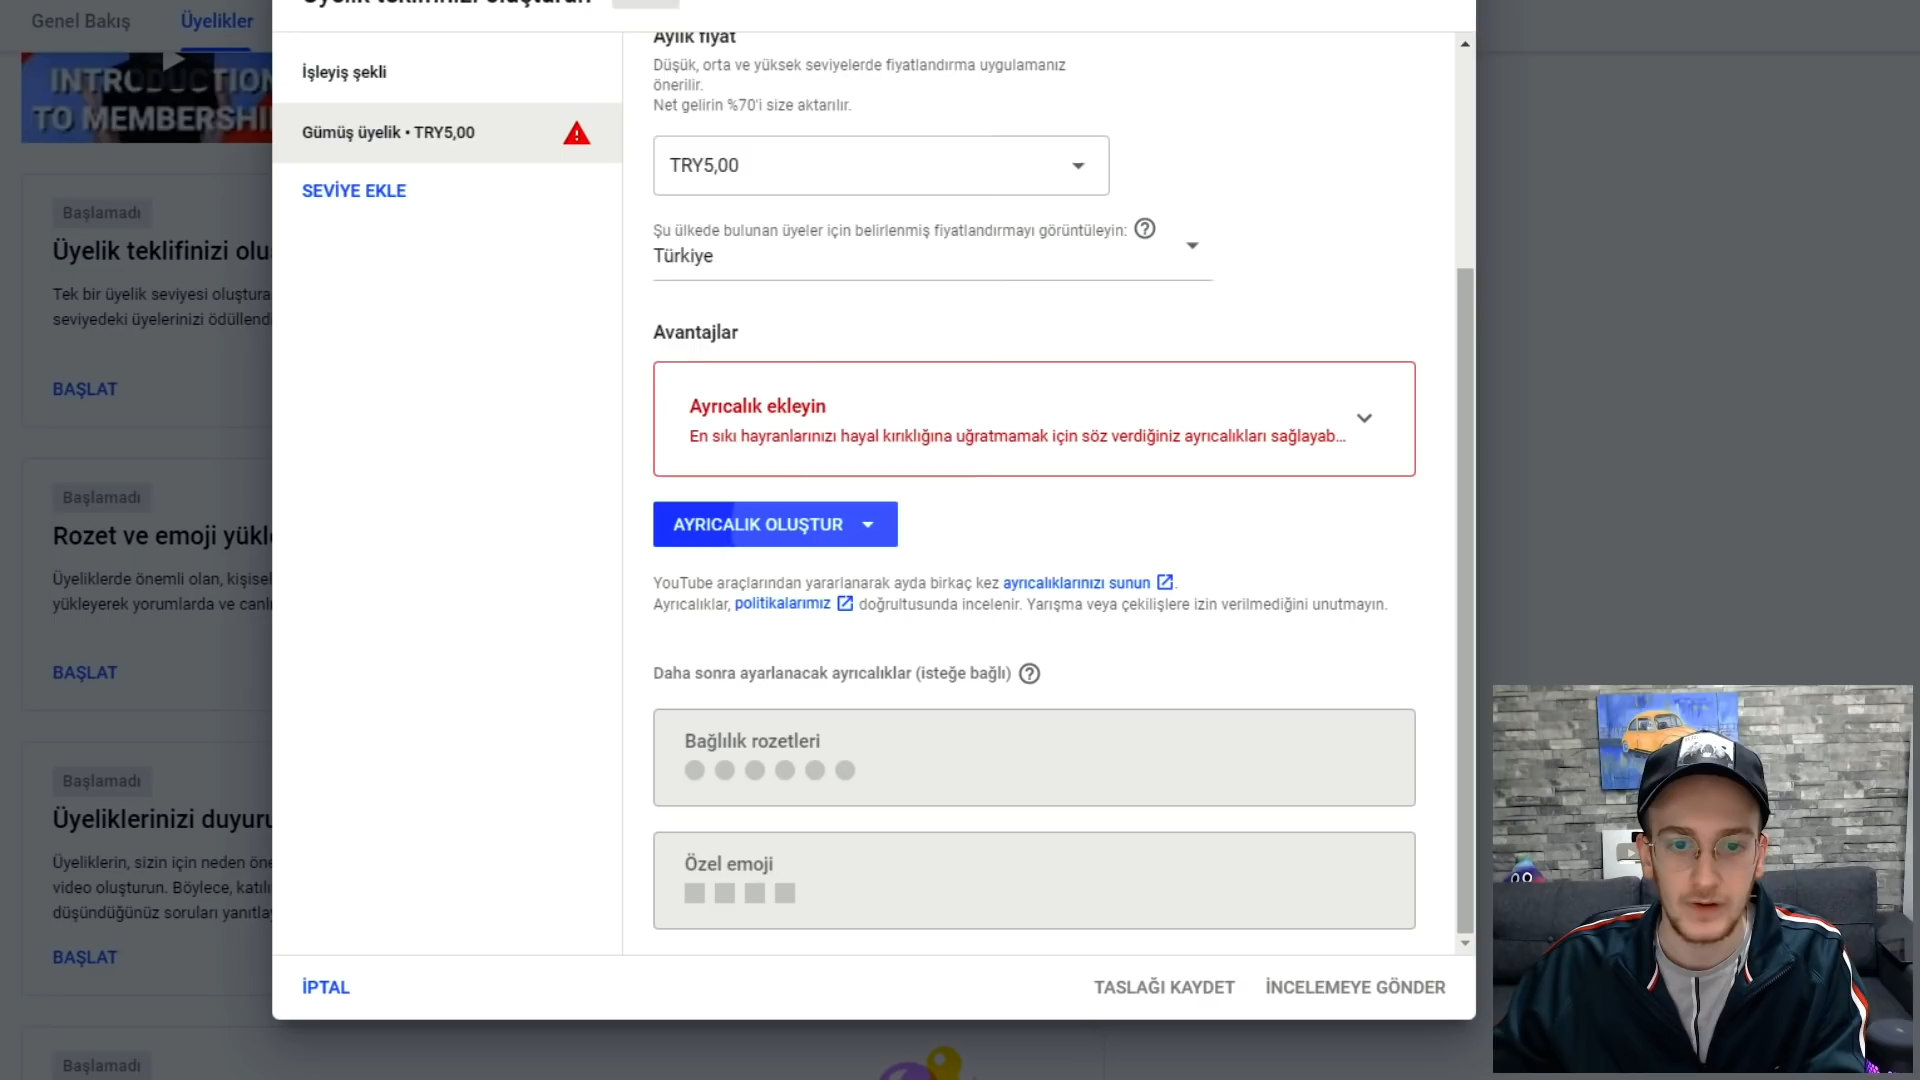 Genel Bakış
Üyelikler
INTRODUCTION
TO MEMBERSHI
Başlamadı
Üyelik teklifinizi olu
Tek bir üyelik seviyesi oluştura
seviyedeki üyelerinizi ödüllend
BAŞLAT
Başlamadı
Rozet ve emoji yükl
Üyeliklerde önemli olan, kişisel
yükleyerek yorumlarda ve canl
BAŞLAT
Başlamadı
Üyeliklerinizi duyuru
Üyeliklerin, sizin için neden öne
video oluşturun. Böylece, katılı
düşündüğünüz soruları yanıtla
BAŞLAT
Başlamadı
Üyelik teklifinizi oluşturun
İşleyiş şekli
Gümüş üyelik • TRY5,00
SEVİYE EKLE
Aylık fiyat
Düşük, orta ve yüksek seviyelerde fiyatlandırma uygulamanız
önerilir.
Net gelirin %70'i size aktarılır.
TRY5,00
Şu ülkede bulunan üyeler için belirlenmiş fiyatlandırmayı görüntüleyin:
Türkiye
Avantajlar
Ayrıcalık ekleyin
En sıkı hayranlarınızı hayal kırıklığına uğratmamak için söz verdiğiniz ayrıcalıkları sağlayab...
AYRICALIK OLUŞTUR
YouTube araçlarından yararlanarak ayda birkaç kez ayrıcalıklarınızı sunun.
Ayrıcalıklar, politikalarımız doğrultusunda incelenir. Yarışma veya çekilişlere izin verilmediğini unutmayın.
Daha sonra ayarlanacak ayrıcalıklar (isteğe bağlı)
Bağlılık rozetleri
Özel emoji
İPTAL
TASLAĞI KAYDET
İNCELEMEYE GÖNDER